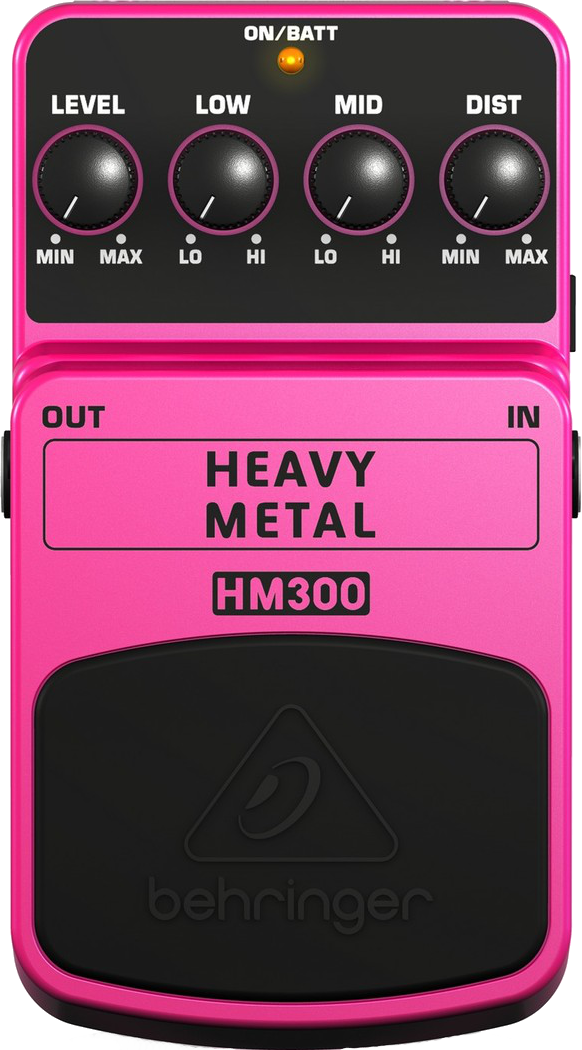 ON/BATT
LEVEL LOW MID DIST
MIN MAX LO HI LO HI MIN MAX
OUT IN
HEAVY
METAL
HM300
behringer